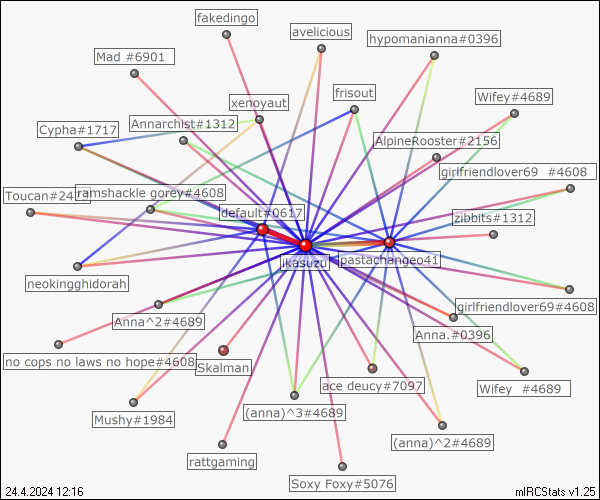 fakedingo
avelicious
hypomanianna#0396
Mad #6901
frisout
xenoyaut
Wifey#4689
Annarchist#1312
Cypha#1717
AlpineRooster#2156
girlfriendlover69 #4608
ramshackle gorey#4608
default#0617
zibbits#1312
jkasuzu
pastachangeo41
neokingghidorah
girlfriendlover69#4608
Anna^2#4689
Anna.#0396
no cops no laws no hope#4608
Skalman
ace deucy#7097
Wifey #4689
Mushy#1984
(anna)^3#4689
(anna)^2#4689
rattgaming
Soxy Foxy#5076
24.4.2024 12:16
mIRCStats v1.25